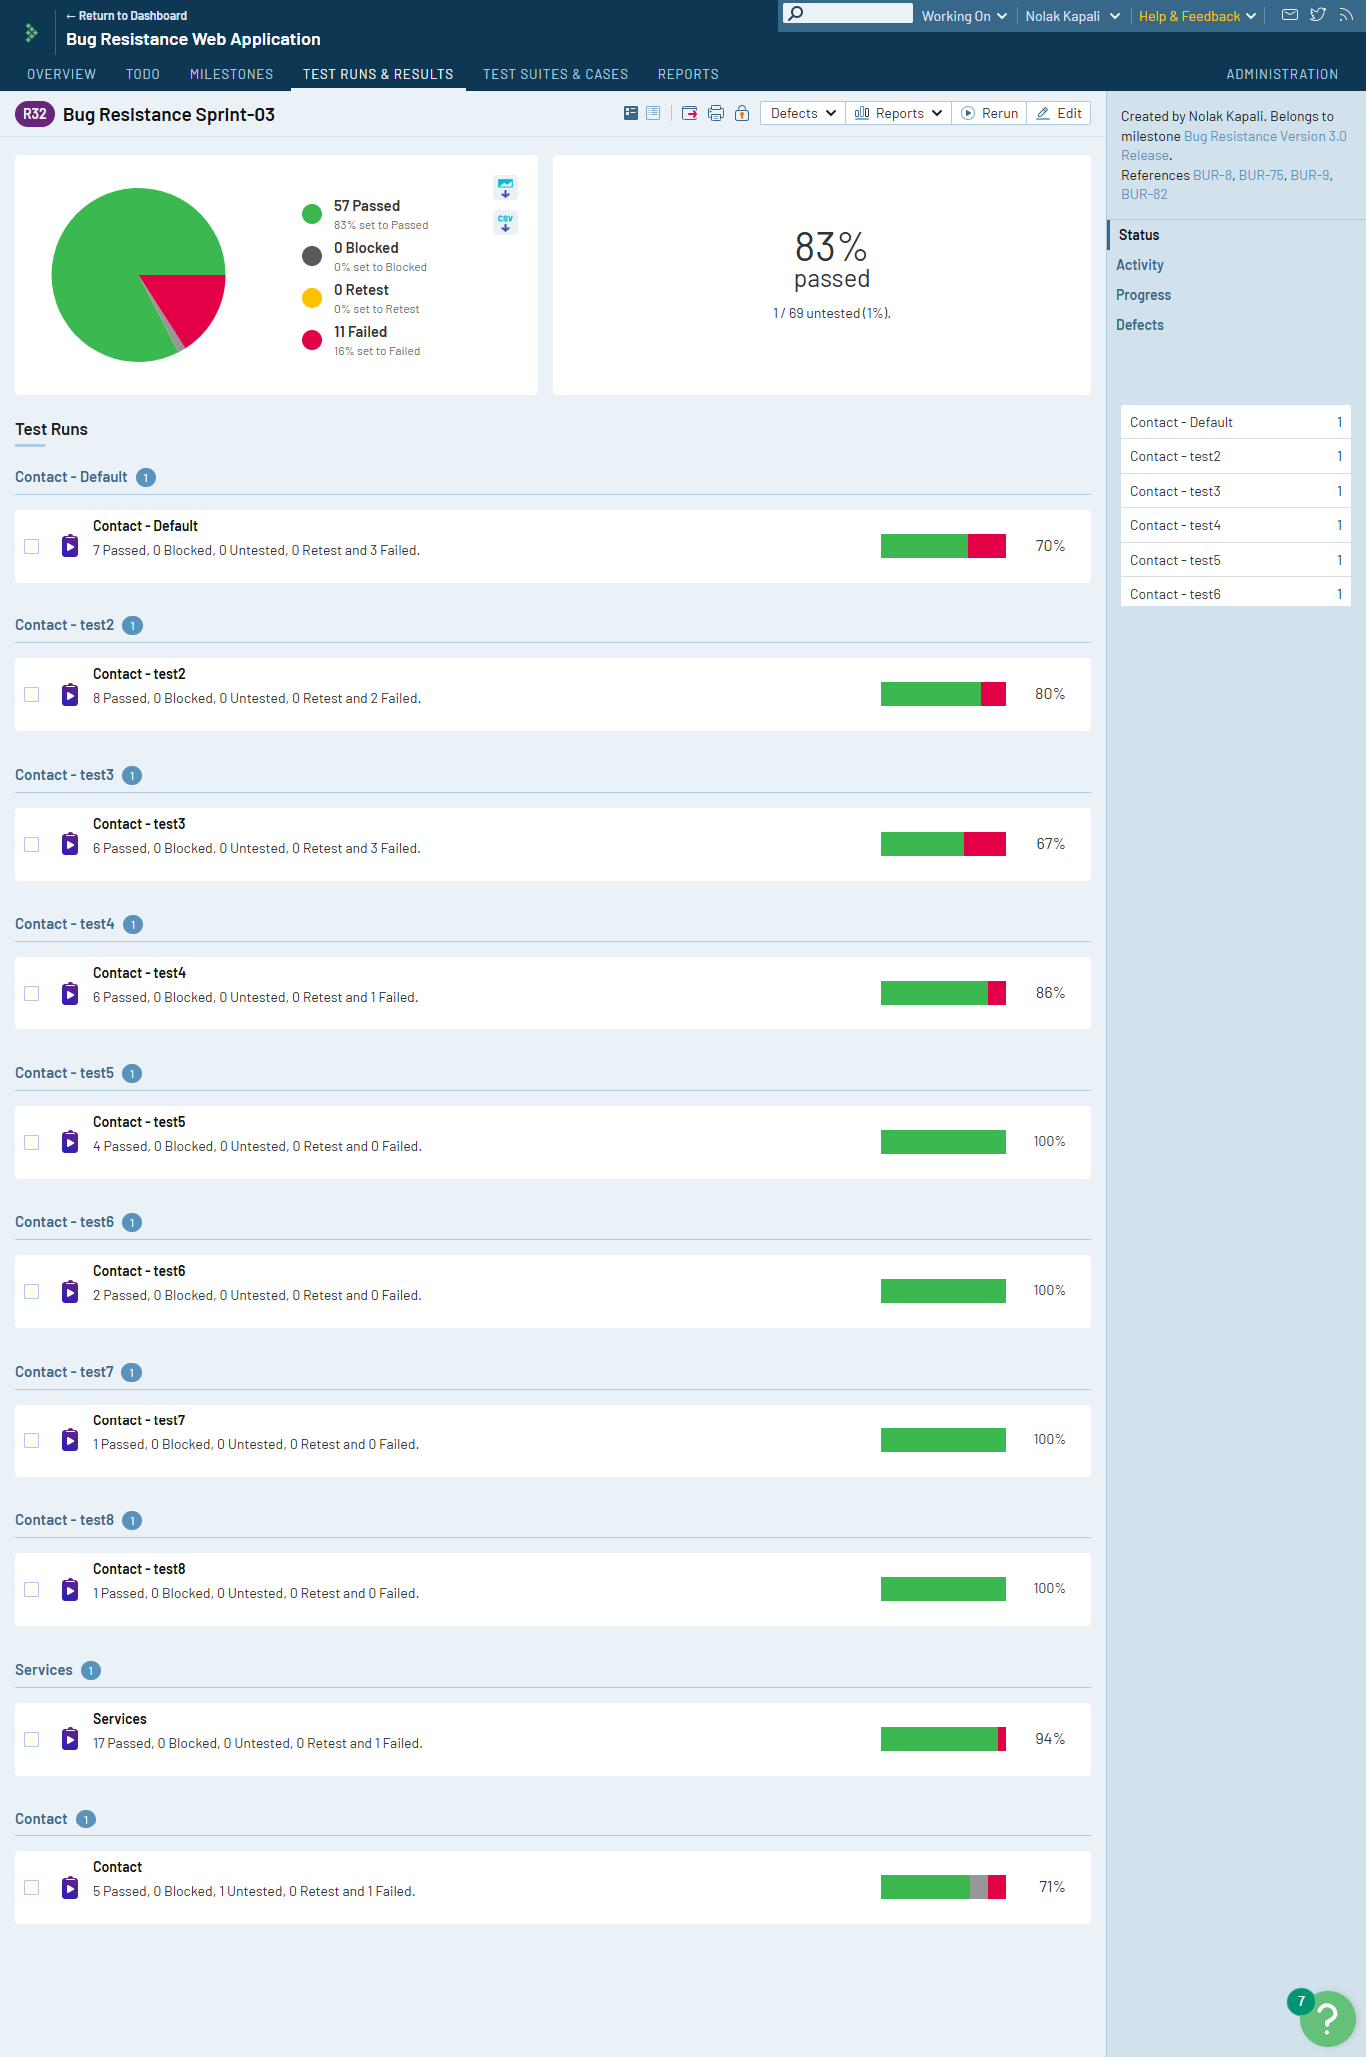 ← Return to Dashboard
Bug Resistance Web Application
Working On
Nolak Kapali
Help & Feedback
OVERVIEW TODO MILESTONES TEST RUNS & RESULTS TEST SUITES & CASES REPORTS ADMINISTRATION
R32 Bug Resistance Sprint-03
Defects Reports Rerun Edit
57 Passed
83% set to Passed
0 Blocked
0% set to Blocked
0 Retest
0% set to Retest
11 Failed
16% set to Failed
CSV
83%
passed
1 / 69 untested (1%).
Test Runs
Contact - Default 1
Contact - Default
7 Passed, 0 Blocked, 0 Untested, 0 Retest and 3 Failed.
70%
Contact - test2 1
Contact - test2
8 Passed, 0 Blocked, 0 Untested, 0 Retest and 2 Failed.
80%
Contact - test3 1
Contact - test3
6 Passed, 0 Blocked, 0 Untested, 0 Retest and 3 Failed.
67%
Contact - test4 1
Contact - test4
6 Passed, 0 Blocked, 0 Untested, 0 Retest and 1 Failed.
86%
Contact - test5 1
Contact - test5
4 Passed, 0 Blocked, 0 Untested, 0 Retest and 0 Failed.
100%
Contact - test6 1
Contact - test6
2 Passed, 0 Blocked, 0 Untested, 0 Retest and 0 Failed.
100%
Contact - test7 1
Contact - test7
1 Passed, 0 Blocked, 0 Untested, 0 Retest and 0 Failed.
100%
Contact - test8 1
Contact - test8
1 Passed, 0 Blocked, 0 Untested, 0 Retest and 0 Failed.
100%
Services 1
Services
17 Passed, 0 Blocked, 0 Untested, 0 Retest and 1 Failed.
94%
Contact 1
Contact
5 Passed, 0 Blocked, 1 Untested, 0 Retest and 1 Failed.
71%
Created by Nolak Kapali. Belongs to
milestone Bug Resistance Version 3.0
Release.
References BUR-8, BUR-75, BUR-9,
BUR-82
Status
Activity
Progress
Defects
Contact - Default 1
Contact - test2 1
Contact - test3 1
Contact - test4 1
Contact - test5 1
Contact - test6 1
7
?